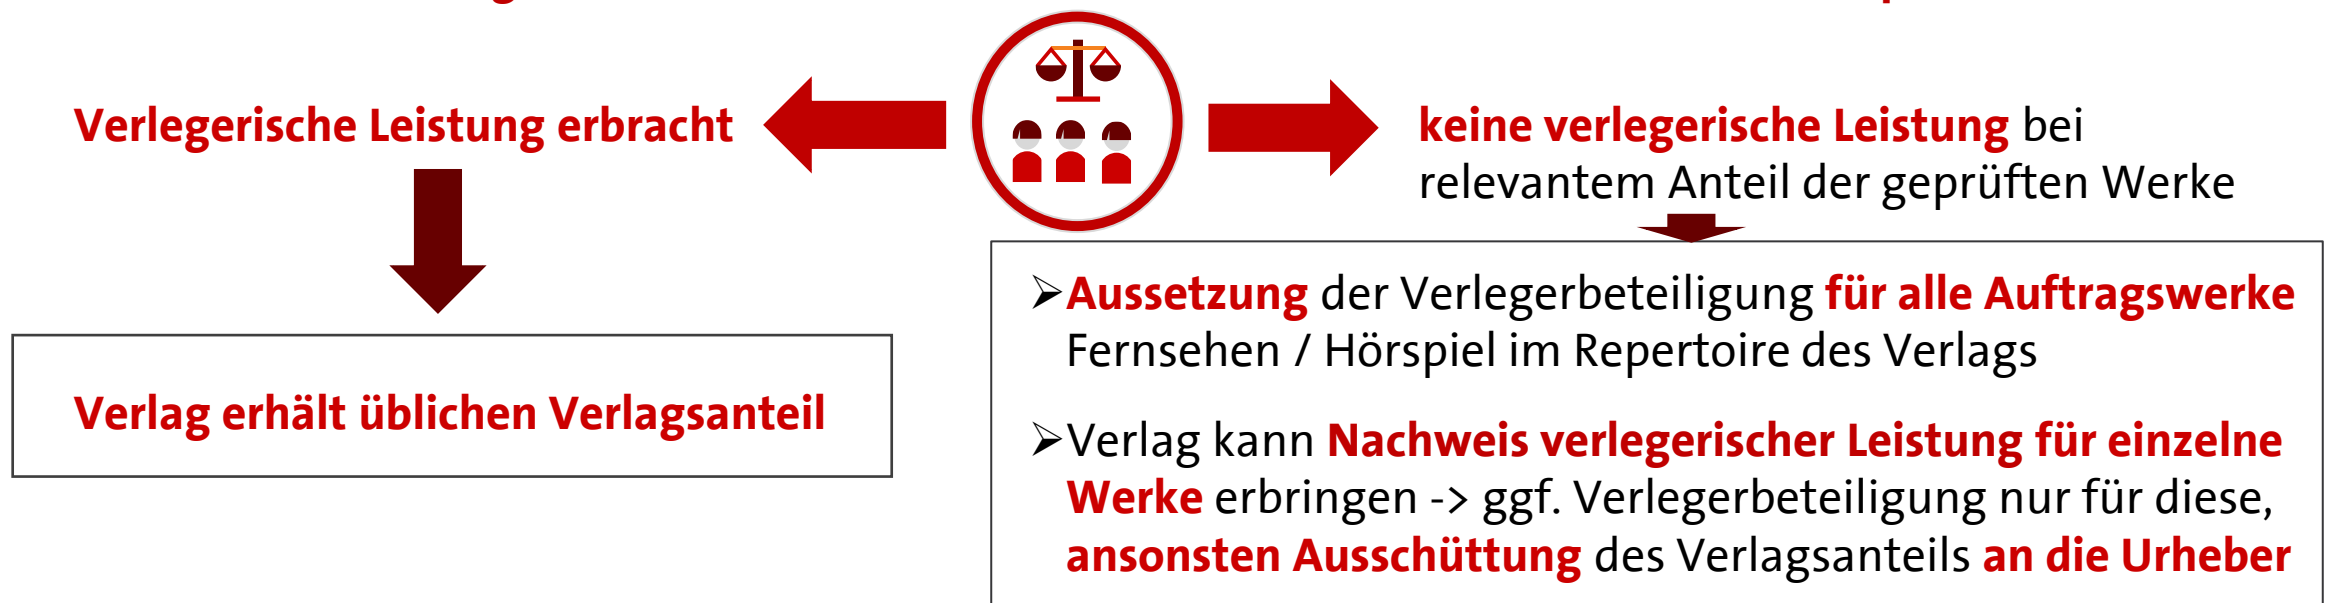 Verlegerische Leistung erbracht
keine verlegerische Leistung bei
relevantem Anteil der geprüften Werke
Verlag erhält üblichen Verlagsanteil
➢Aussetzung der Verlegerbeteiligung für alle Auftragswerke
Fernsehen / Hörspiel im Repertoire des Verlags
➢Verlag kann Nachweis verlegerischer Leistung für einzelne
Werke erbringen -> ggf. Verlegerbeteiligung nur für diese,
ansonsten Ausschüttung des Verlagsanteils an die Urheber